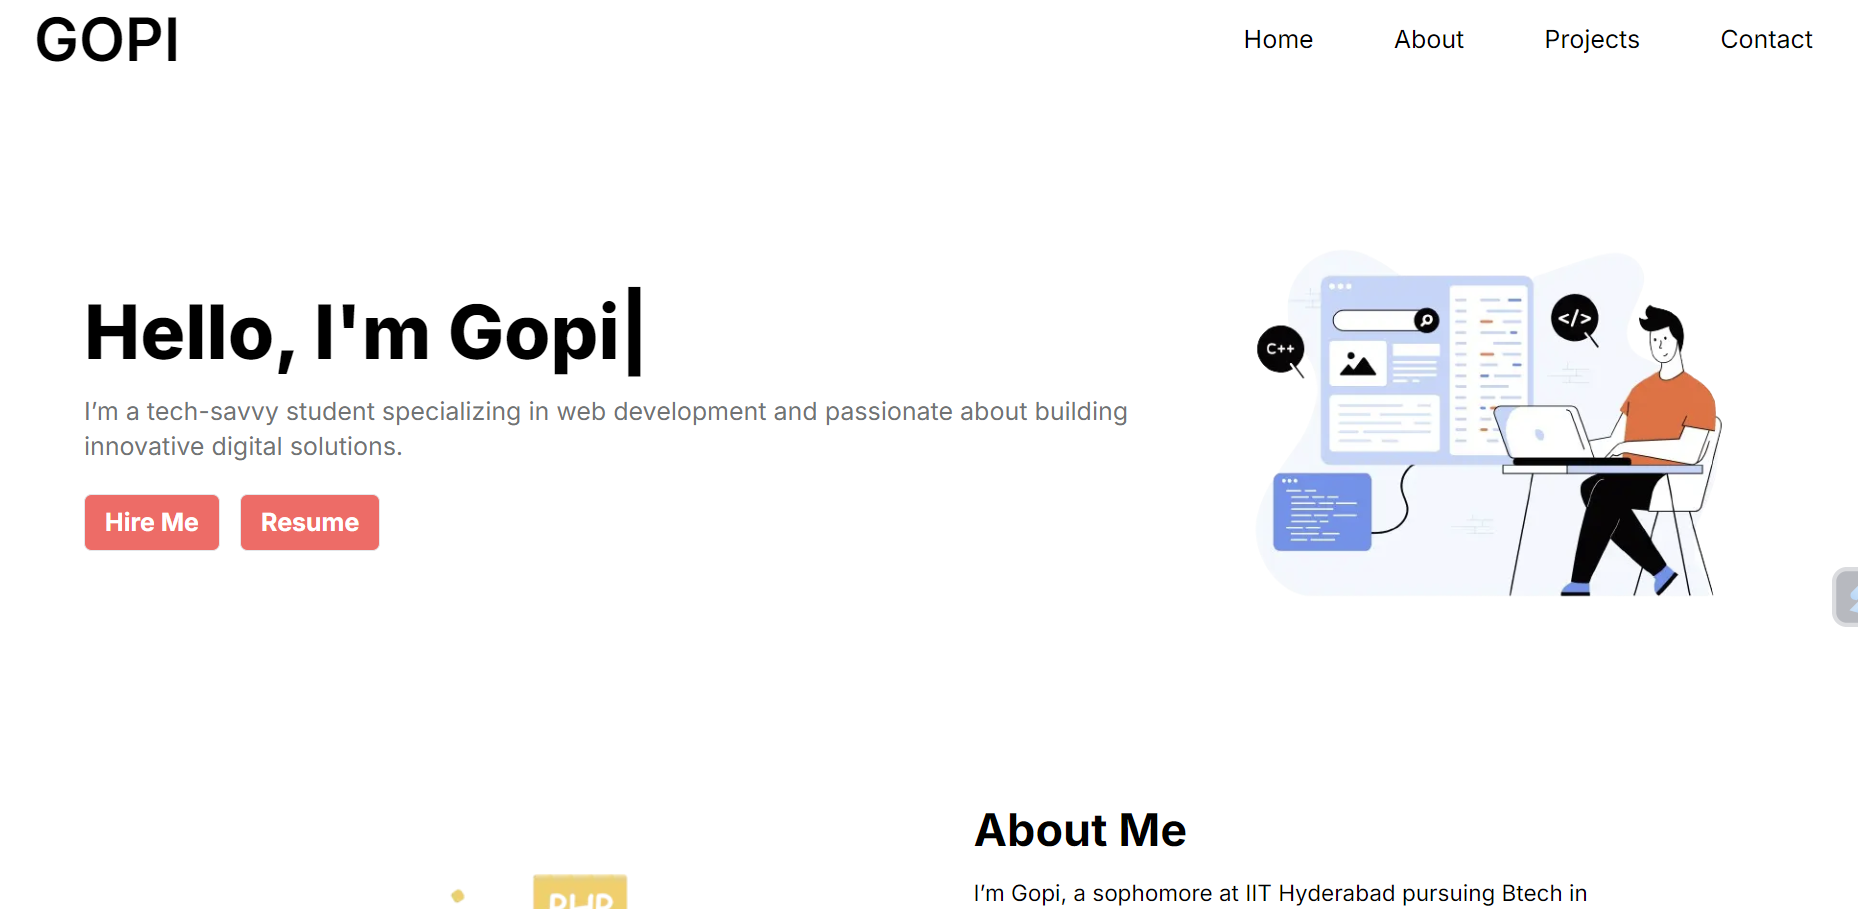 GOPI
Home
About
Projects
Contact
Hello, I'm Gopi|
I’m a tech-savvy student specializing in web development and passionate about building
innovative digital solutions.
Hire Me
Resume
C++
</>
About Me
I’m Gopi, a sophomore at IIT Hyderabad pursuing Btech in